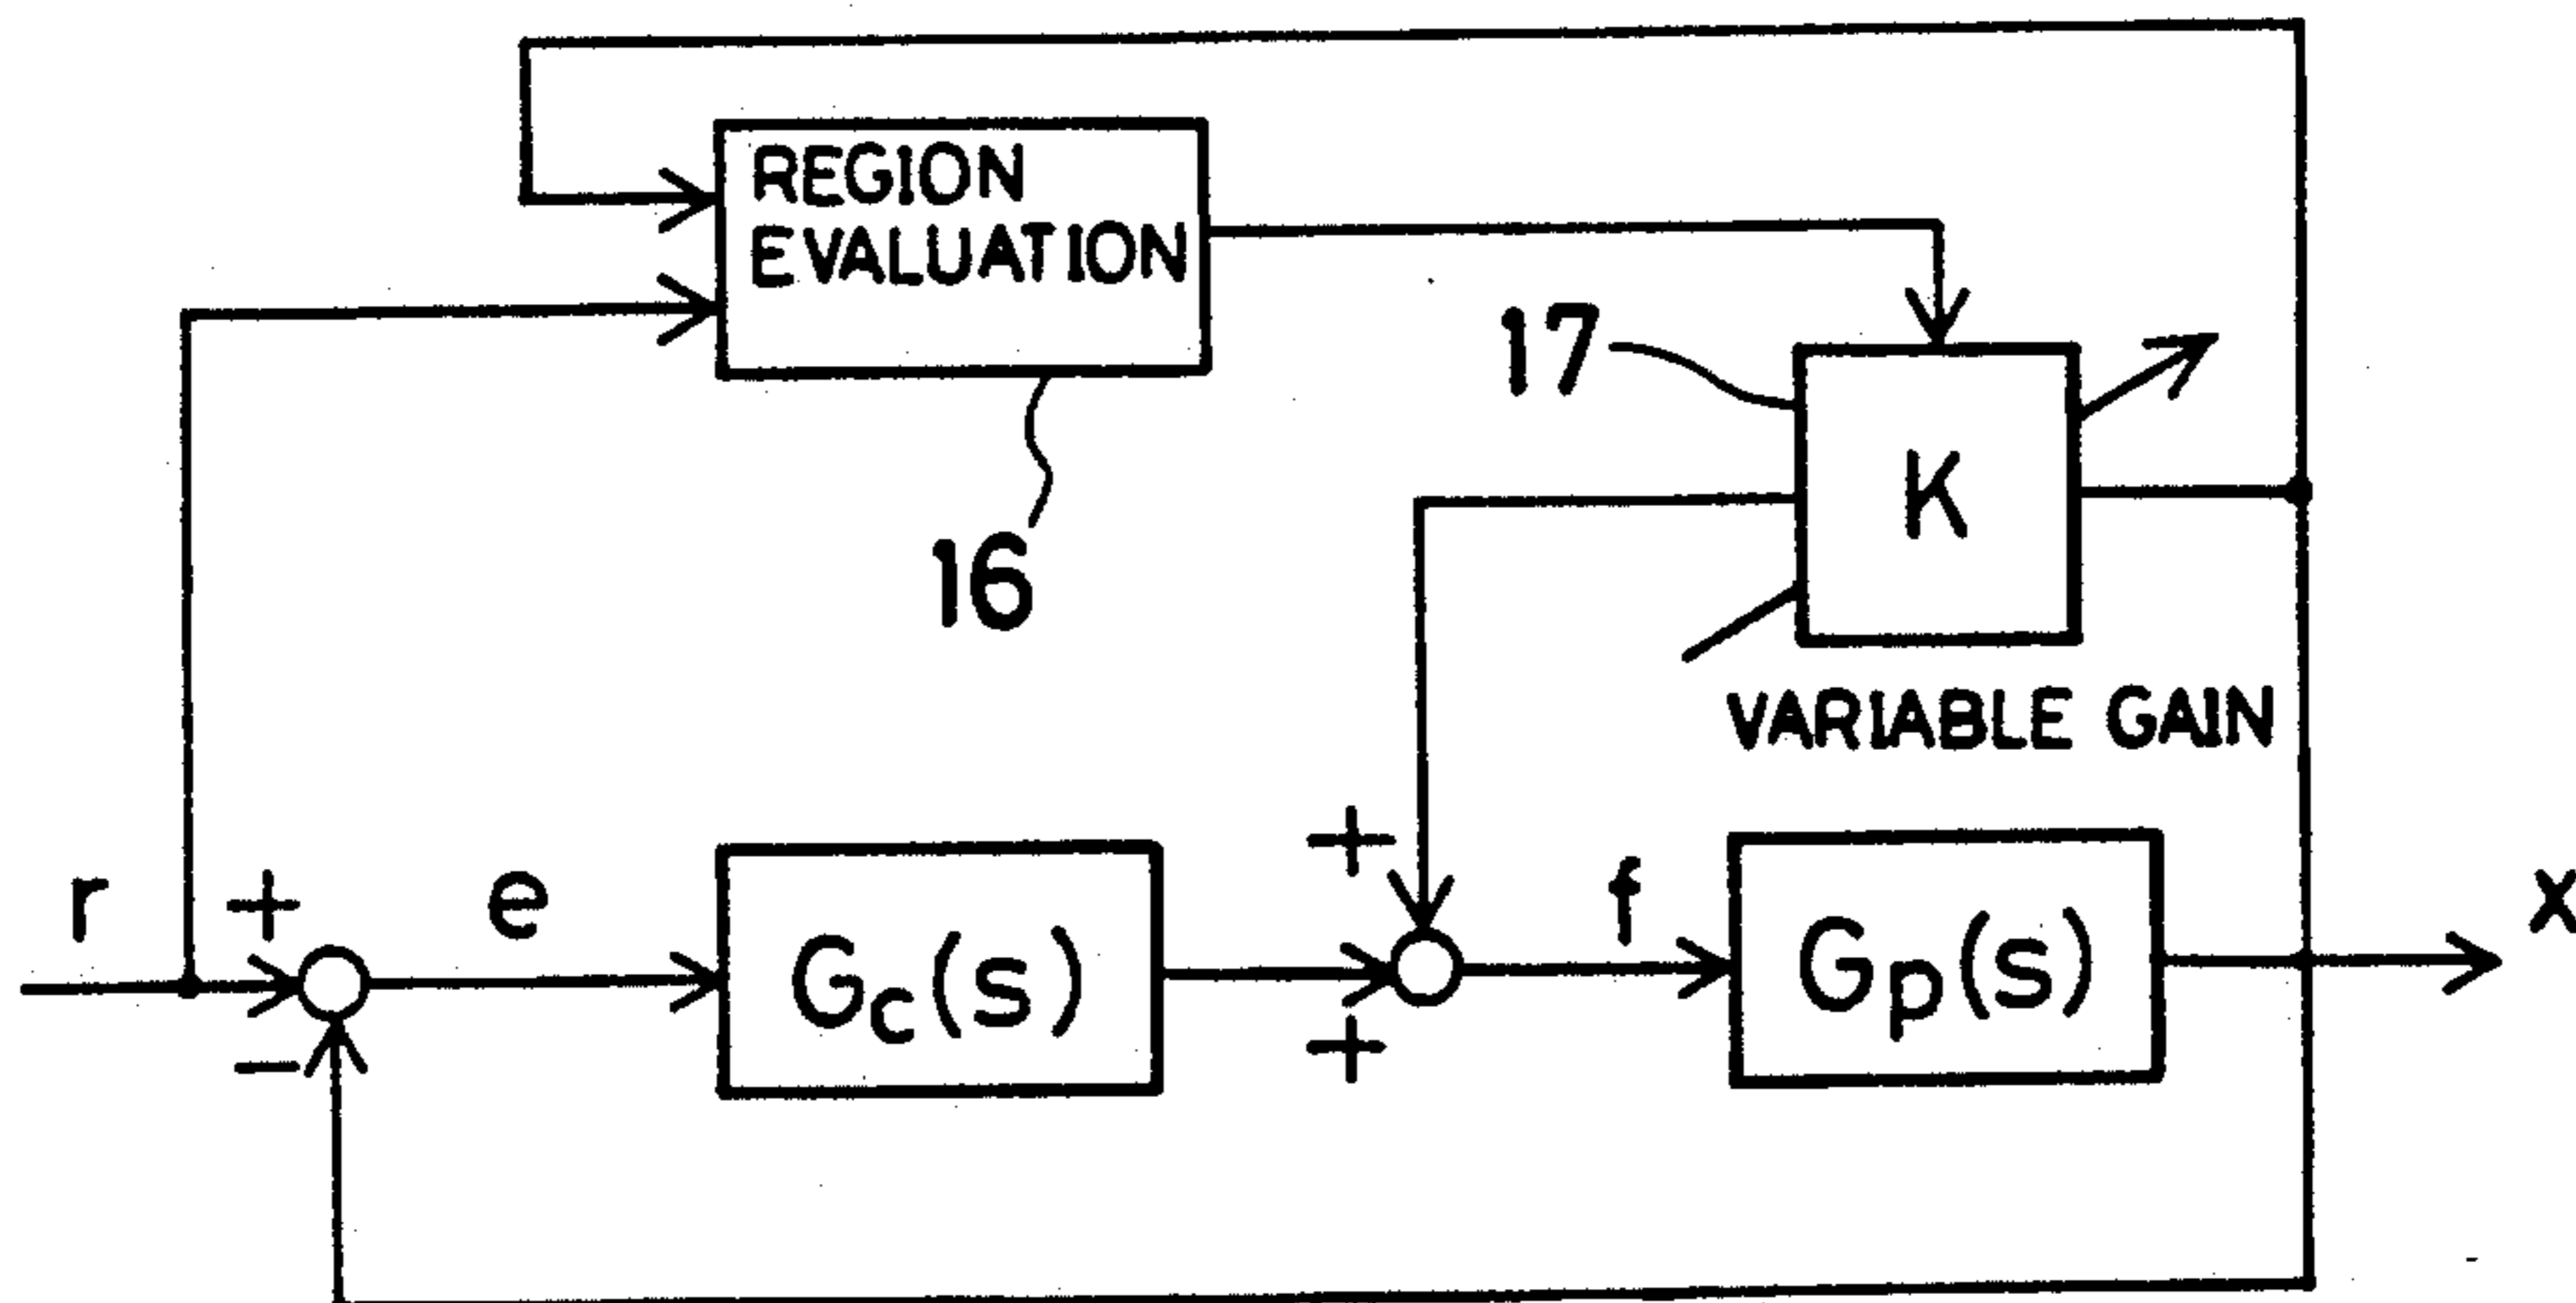 REGION
EVALUATION
17
K
16
VARIABLE GAIN
r
+
e
Gc(s)
+
f
Gp(s)
x
-
+